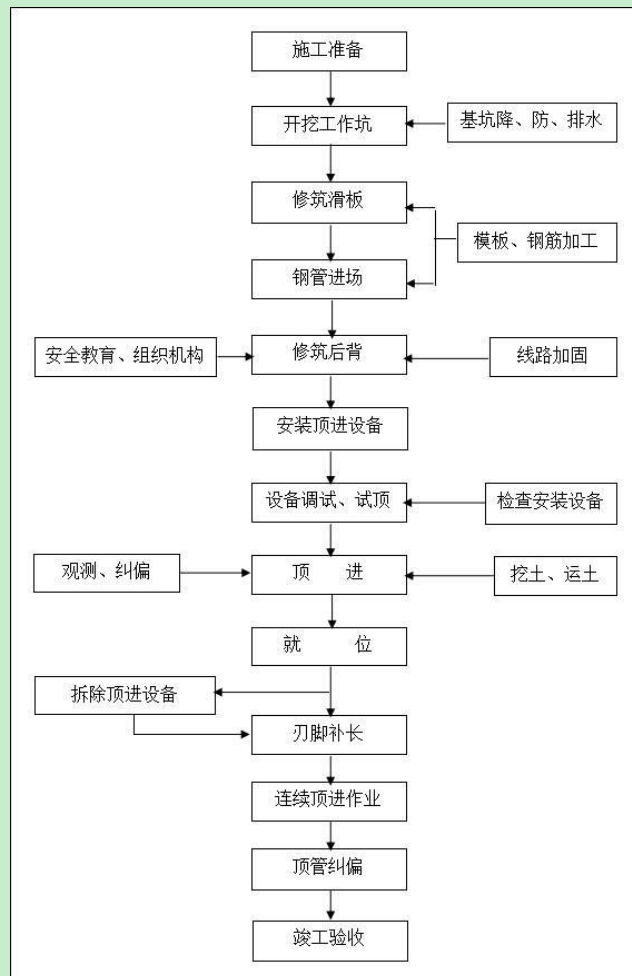 施工准备
开挖工作坑
基坑降、防、排水
修筑滑板
模板、钢筋加工
钢管进场
安全教育、组织机构
修筑后背
线路加固
安装顶进设备
设备调试、试顶
检查安装设备
观测、纠偏
顶 进
挖土、运土
就 位
拆除顶进设备
刃脚补长
连续顶进作业
顶管纠偏
竣工验收